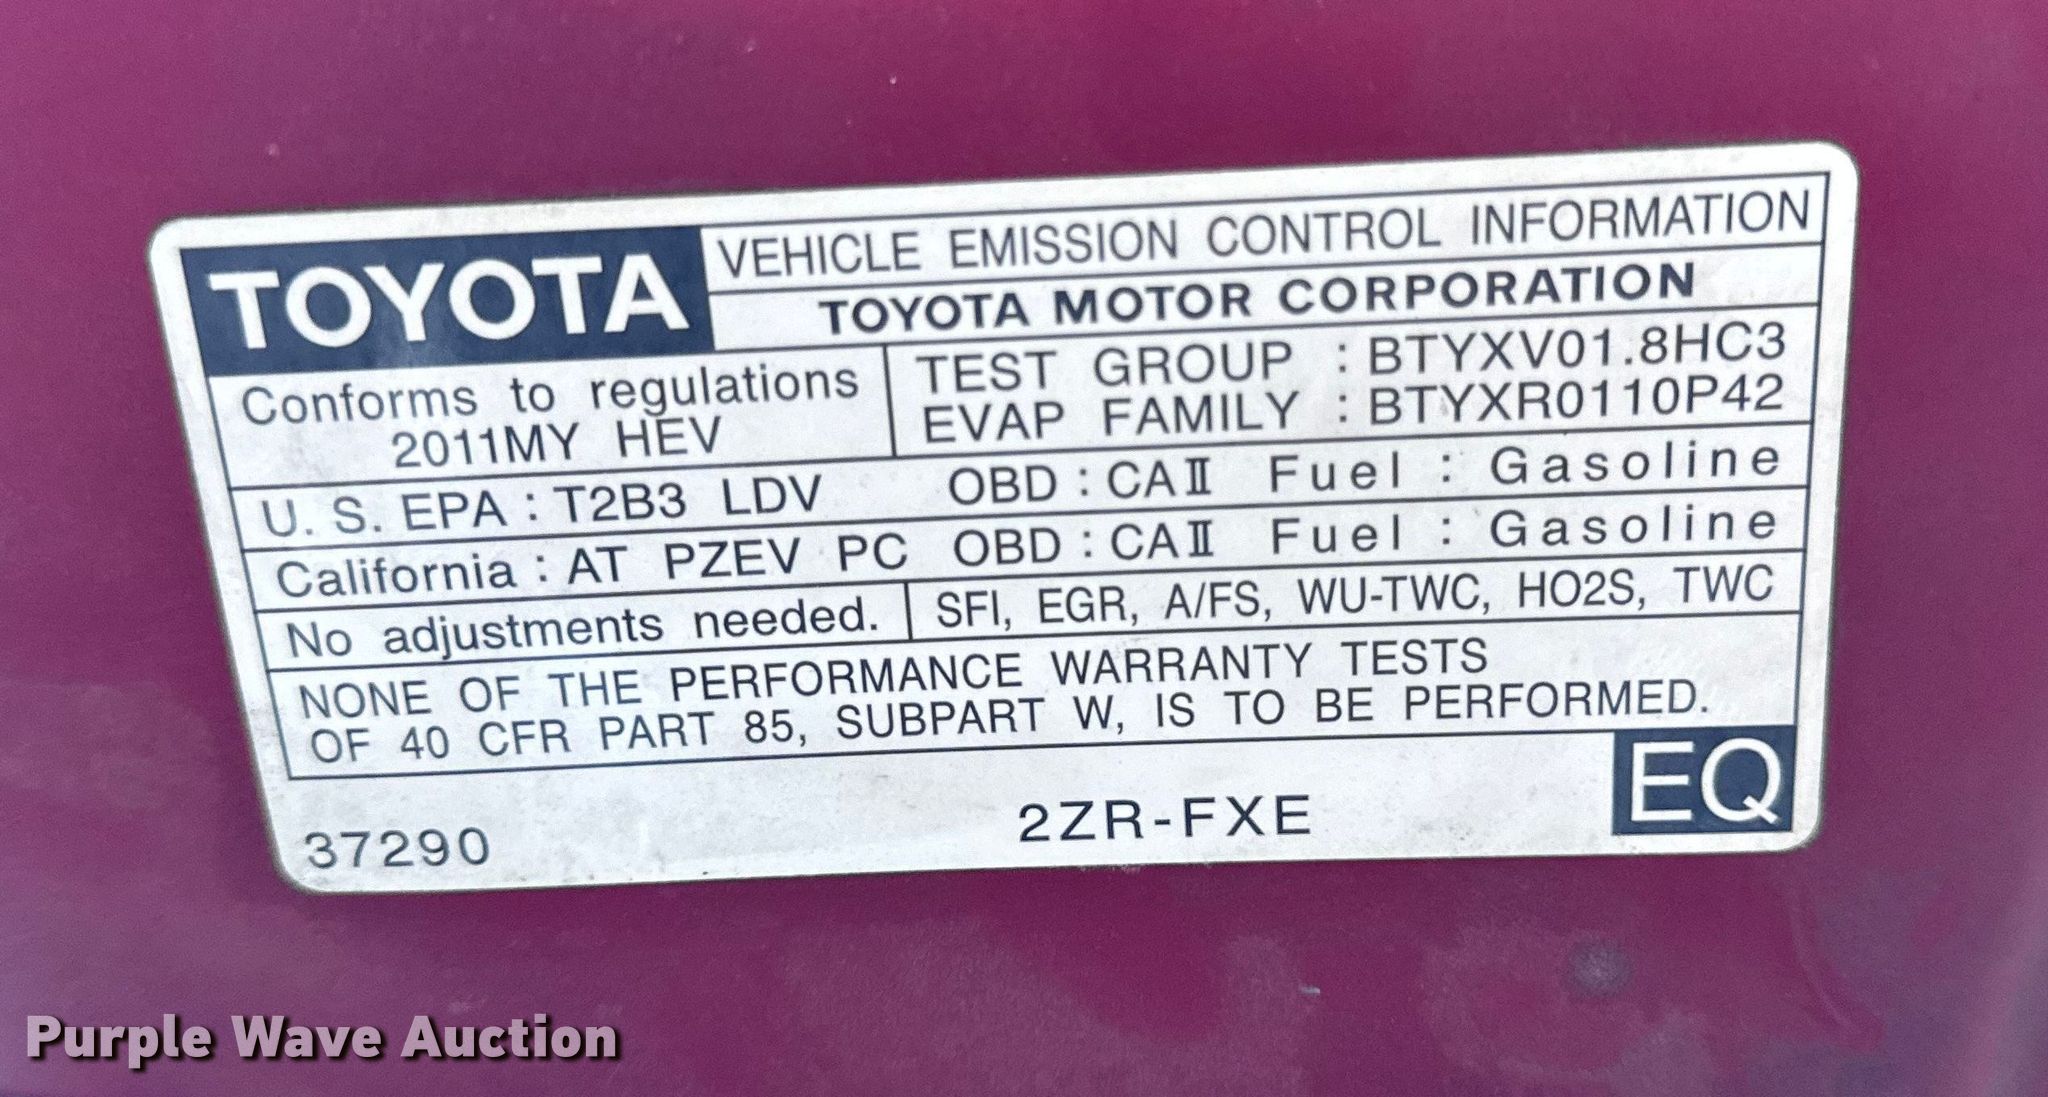 TOYOTA
VEHICLE EMISSION CONTROL INFORMATION
TOYOTA MOTOR CORPORATION
Conforms to regulations
2011MY HEV
TEST GROUP : BTYXV01.8HC3
EVAP FAMILY : BTYXR0110P42
U. S. EPA : T2B3 LDV OBD : CAⅡ Fuel : Gasoline
California : AT PZEV PC OBD : CAⅡ Fuel : Gasoline
No adjustments needed.
SFI, EGR, A/FS, WU-TWC, HO2S, TWC
NONE OF THE PERFORMANCE WARRANTY TESTS
OF 40 CFR PART 85, SUBPART W, IS TO BE PERFORMED.
37290
2ZR-FXE
EQ
Purple Wave Auction